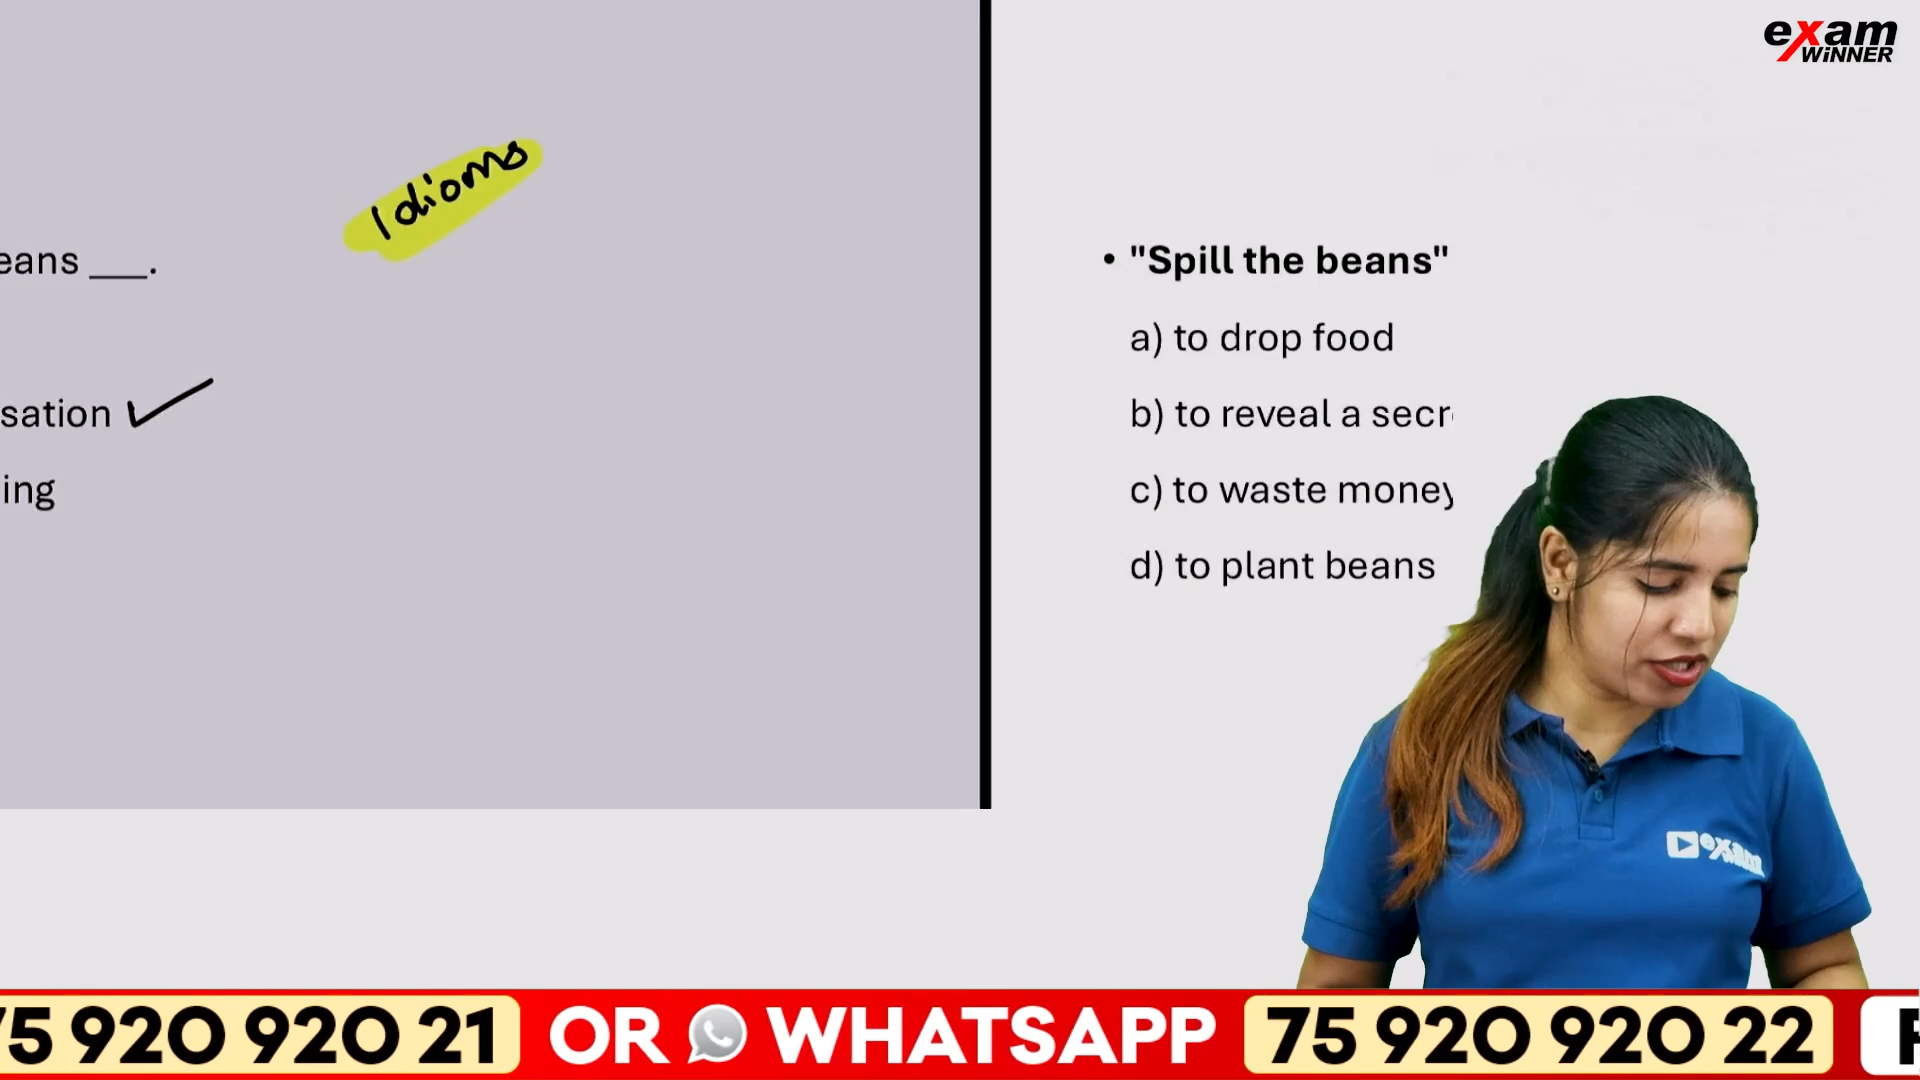 exam
WiNNER
Idioms
eans ___.
sation
ing
• "Spill the beans"
a) to drop food
b) to reveal a secr
c) to waste money
d) to plant beans
exam
75 920 920 21 OR WHATSAPP 75 920 920 22